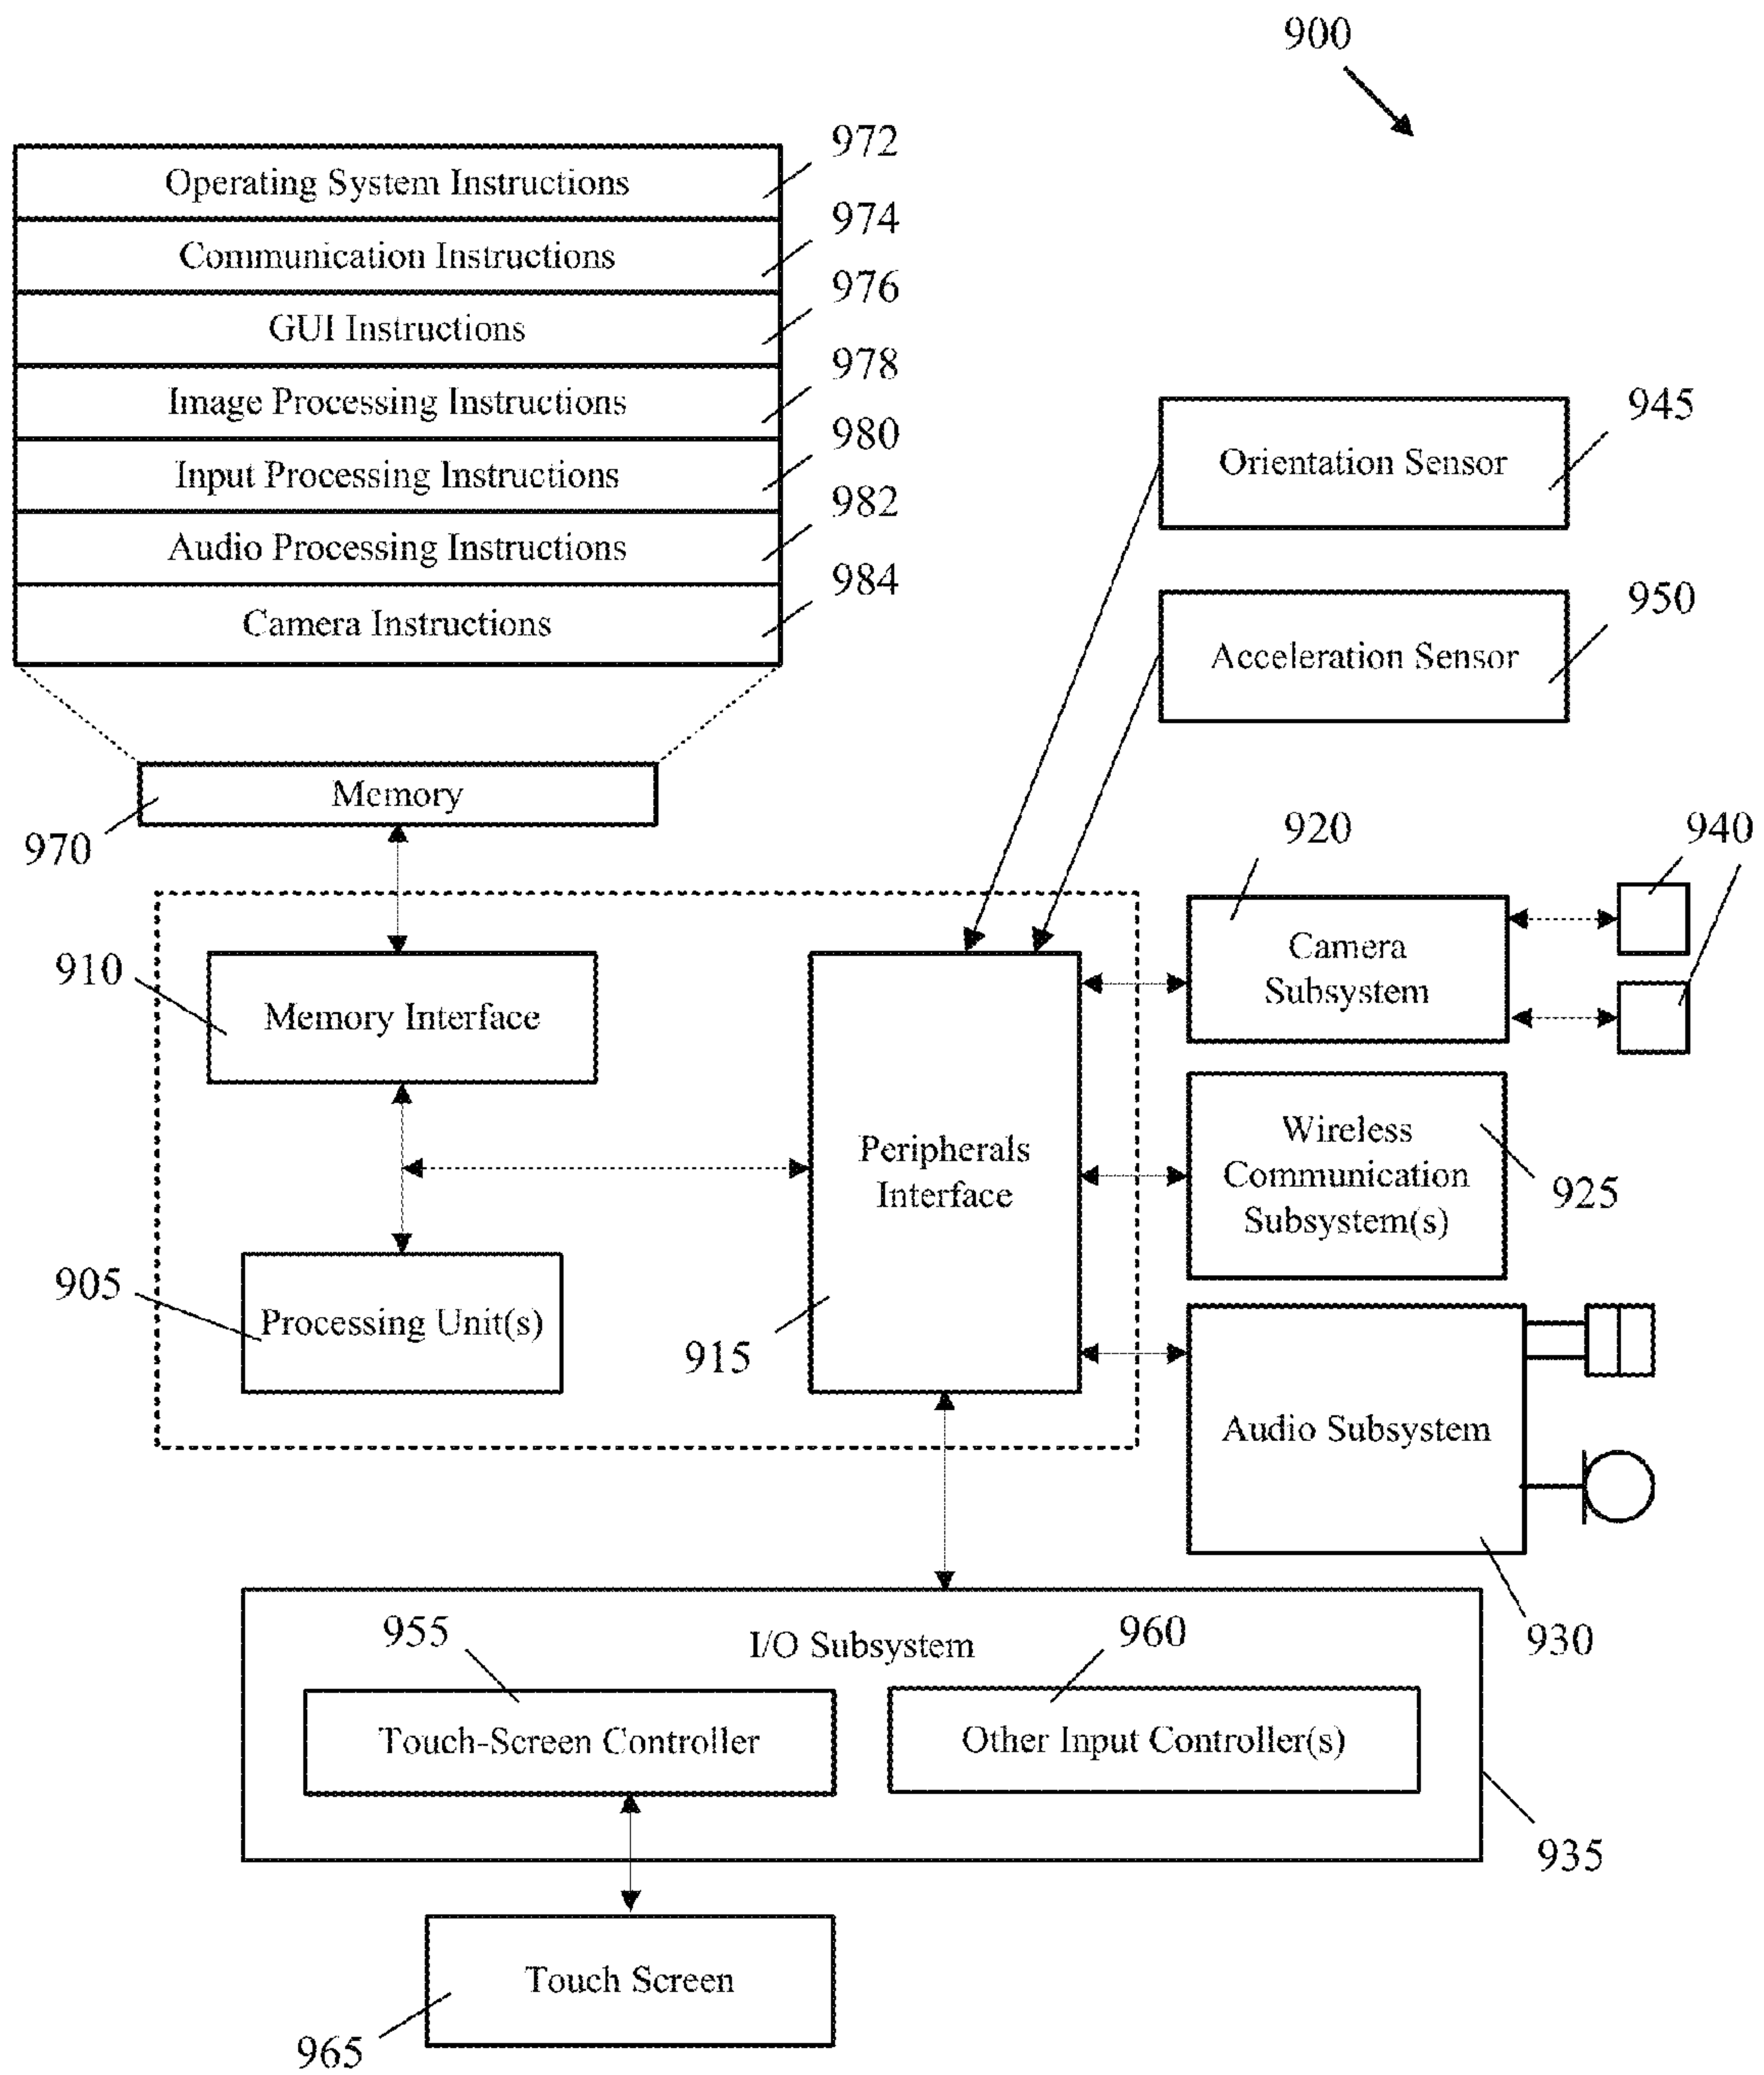 900
972
Operating System Instructions
974
Communication Instructions
976
GUI Instructions
978
Image Processing Instructions
980
Input Processing Instructions
982
Audio Processing Instructions
984
Camera Instructions
945
Orientation Sensor
950
Acceleration Sensor
Memory
970
920
940
Camera
Subsystem
910
Memory Interface
Peripherals
Interface
915
Wireless
Communication
Subsystem(s)
925
905
Processing Unit(s)
Audio Subsystem
930
955
I/O Subsystem
960
Touch-Screen Controller
Other Input Controller(s)
935
Touch Screen
965